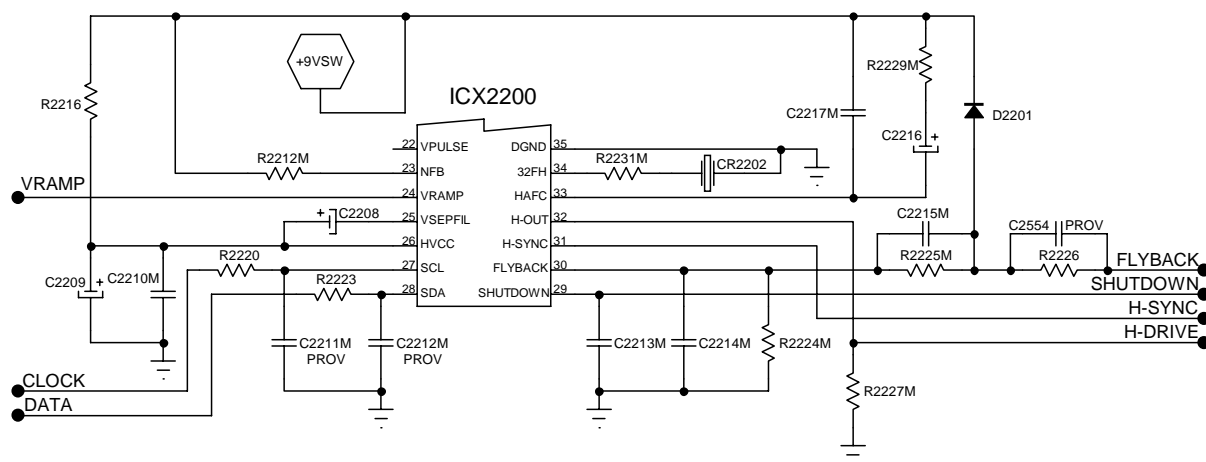 +9VSW
R2216
ICX2200
R2229M
C2217M
C2216
+
D2201
22 VPULSE
23 NFB
24 VRAMP
25 VSEPFIL
26 HVCC
27 SCL
28 SDA
DGND 35
32FH 34
HAFC 33
H-OUT 32
H-SYNC 31
FLYBACK 30
SHUTDOWN 29
R2212M
R2231M
CR2202
VRAMP
+
C2208
C2215M
C2554
PROV
R2220
R2225M
R2226
FLYBACK
C2209
+
C2210M
R2223
SHUTDOWN
H-SYNC
H-DRIVE
C2211M
PROV
C2212M
PROV
C2213M
C2214M
R2224M
R2227M
CLOCK
DATA